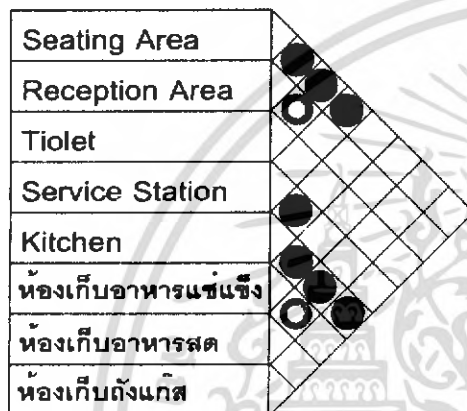 Seating Area
Reception Area
Tiolet
Service Station
Kitchen
ห้องเก็บอาหารแช่แข็ง
ห้องเก็บอาหารสด
ห้องเก็บถังแก๊ส